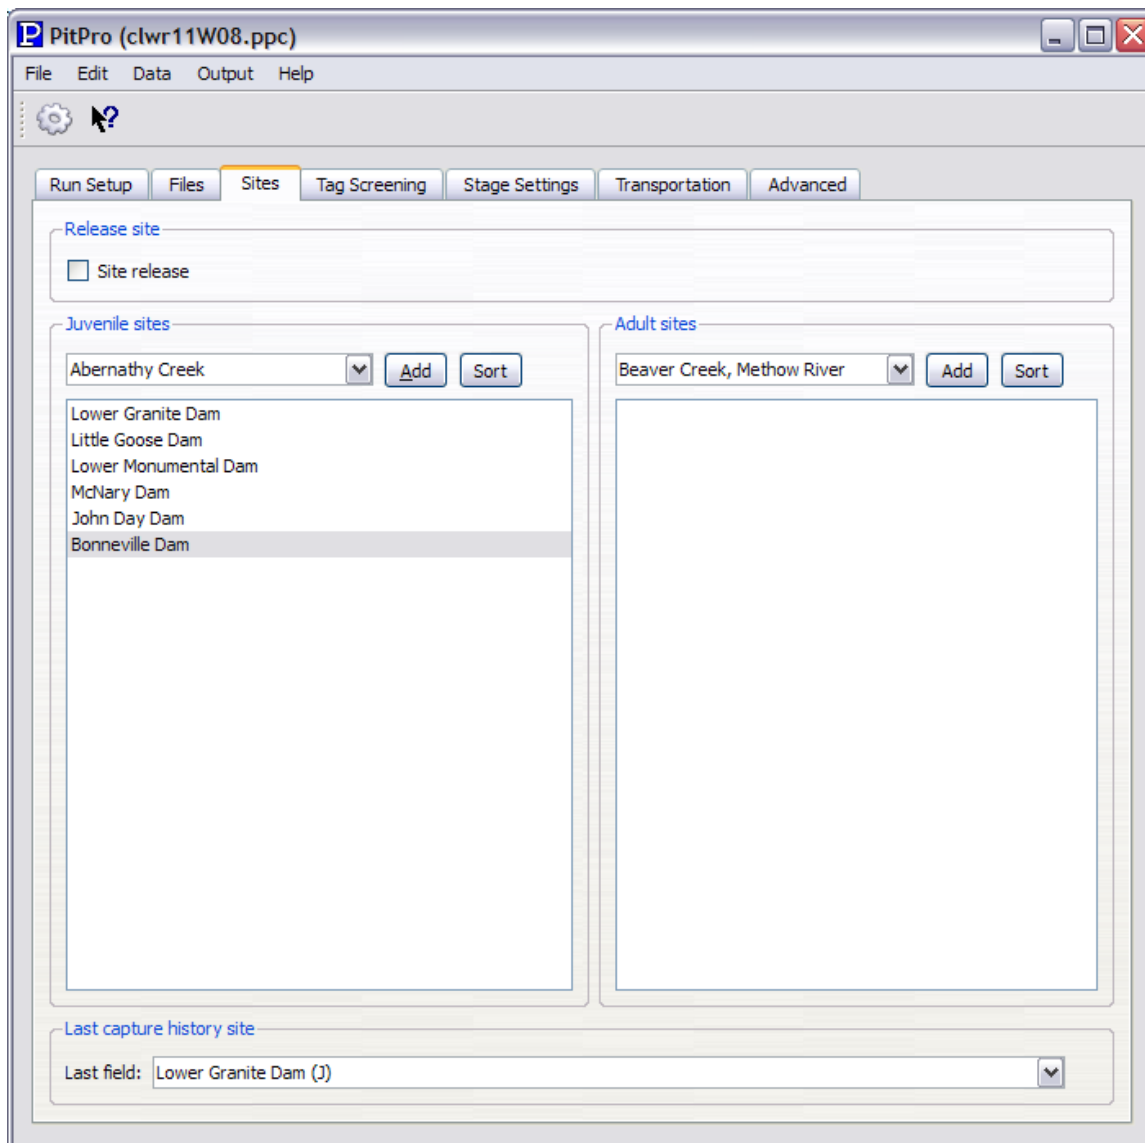 PitPro (clwr11W08.ppc)
File Edit Data Output Help
Run Setup Files Sites Tag Screening Stage Settings Transportation Advanced
Release site
Site release
Juvenile sites
Abernathy Creek Add Sort
Lower Granite Dam
Little Goose Dam
Lower Monumental Dam
McNary Dam
John Day Dam
Bonneville Dam
Adult sites
Beaver Creek, Methow River Add Sort
Last capture history site
Last field: Lower Granite Dam (J)